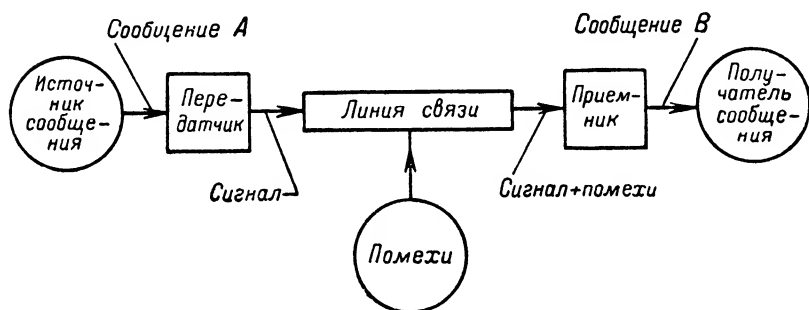 Сообщение А
Сообщение В
Источ-
ник
сообще-
ния
Пере-
датчик
Линия связи
Прием-
ник
Полу-
чатель
сообще-
ния
Сигнал
Сигнал+помехи
Помехи